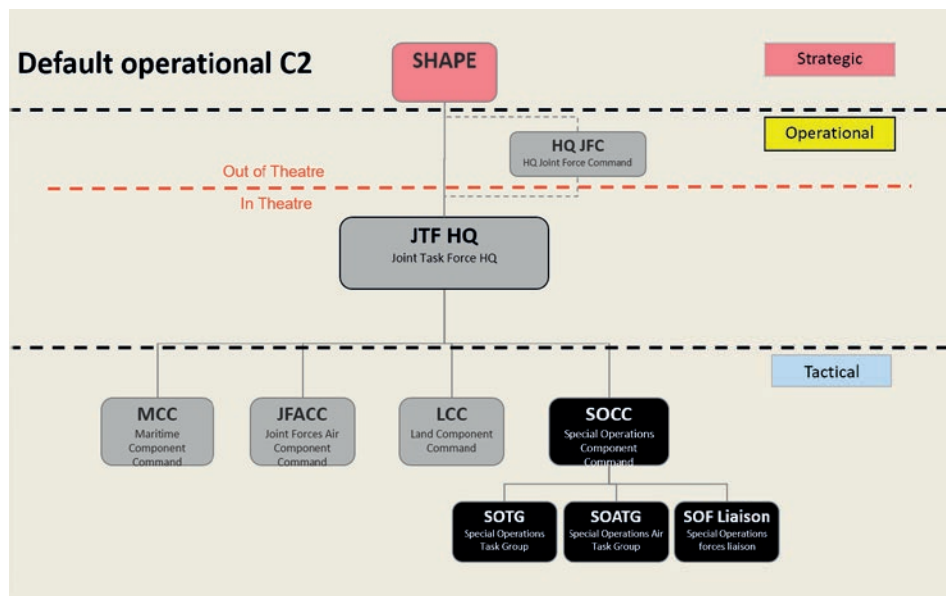 Default operational C2
SHAPE
Strategic
Operational
HQ JFC
HQ Joint Force Command
Out of Theatre
In Theatre
JTF HQ
Joint Task Force HQ
Tactical
MCC
Maritime
Component
Command
JFACC
Joint Forces Air
Component
Command
LCC
Land Component
Command
SOCC
Special Operations
Component
Command
SOTG
Special Operations
Task Group
SOATG
Special Operations Air
Task Group
SOF Liaison
Special Operations
forces liaison